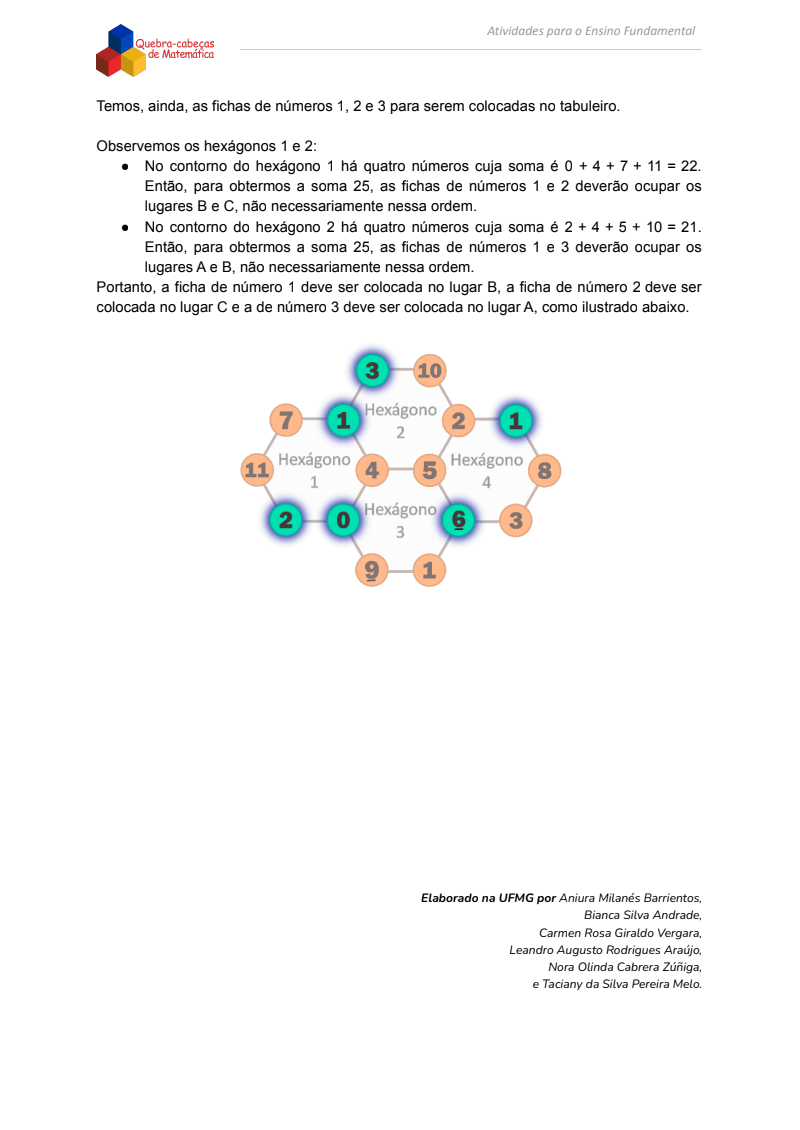 Quebra-cabeças
de Matemática
Atividades para o Ensino Fundamental
Temos, ainda, as fichas de números 1, 2 e 3 para serem colocadas no tabuleiro.
Observemos os hexágonos 1 e 2:
● No contorno do hexágono 1 há quatro números cuja soma é 0 + 4 + 7 + 11 = 22.
Então, para obtermos a soma 25, as fichas de números 1 e 2 deverão ocupar os
lugares B e C, não necessariamente nessa ordem.
● No contorno do hexágono 2 há quatro números cuja soma é 2 + 4 + 5 + 10 = 21.
Então, para obtermos a soma 25, as fichas de números 1 e 3 deverão ocupar os
lugares A e B, não necessariamente nessa ordem.
Portanto, a ficha de número 1 deve ser colocada no lugar B, a ficha de número 2 deve ser
colocada no lugar C e a de número 3 deve ser colocada no lugar A, como ilustrado abaixo.
3 10
7 1 Hexágono 2 1
2
11 Hexágono 4 5 Hexágono 8
1 4
2 0 Hexágono 6 3
3
9 1
Elaborado na UFMG por Aniura Milanés Barrientos,
Bianca Silva Andrade,
Carmen Rosa Giraldo Vergara,
Leandro Augusto Rodrigues Araújo,
Nora Olinda Cabrera Zúñiga,
e Taciany da Silva Pereira Melo.